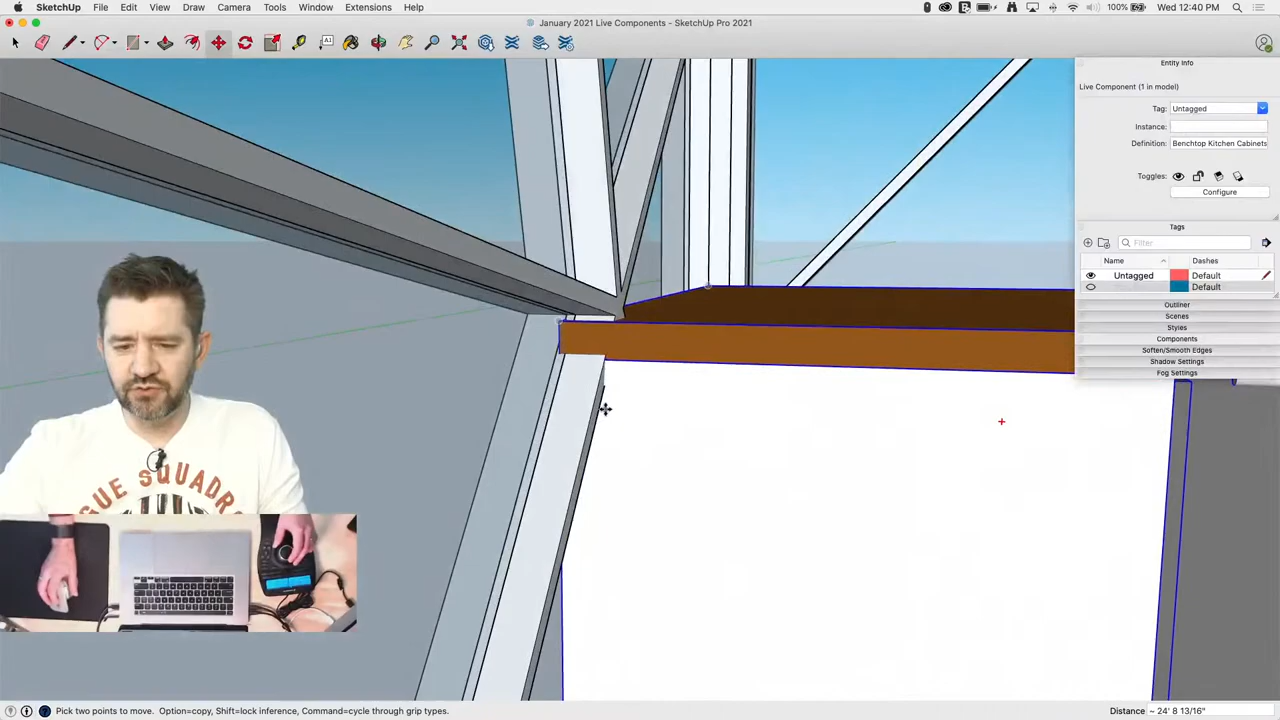 SketchUp File Edit View Draw Camera Tools Window Extensions Help
100% Wed 12:40 PM
January 2021 Live Components - SketchUp Pro 2021
Entity Info
Live Component (1 in model)
Tag: Untagged
Instance:
Definition: Benchtop Kitchen Cabinets
Toggles:
Configure
Tags
Filter
Name Dashes
Untagged Default
Default
Outliner
Scenes
Styles
Components
Soften/Smooth Edges
Shadow Settings
Fog Settings
GUE SQUADR
Pick two points to move. Option=copy, Shift=lock inference, Command=cycle through grip types.
Distance ~ 24' 8 13/16"